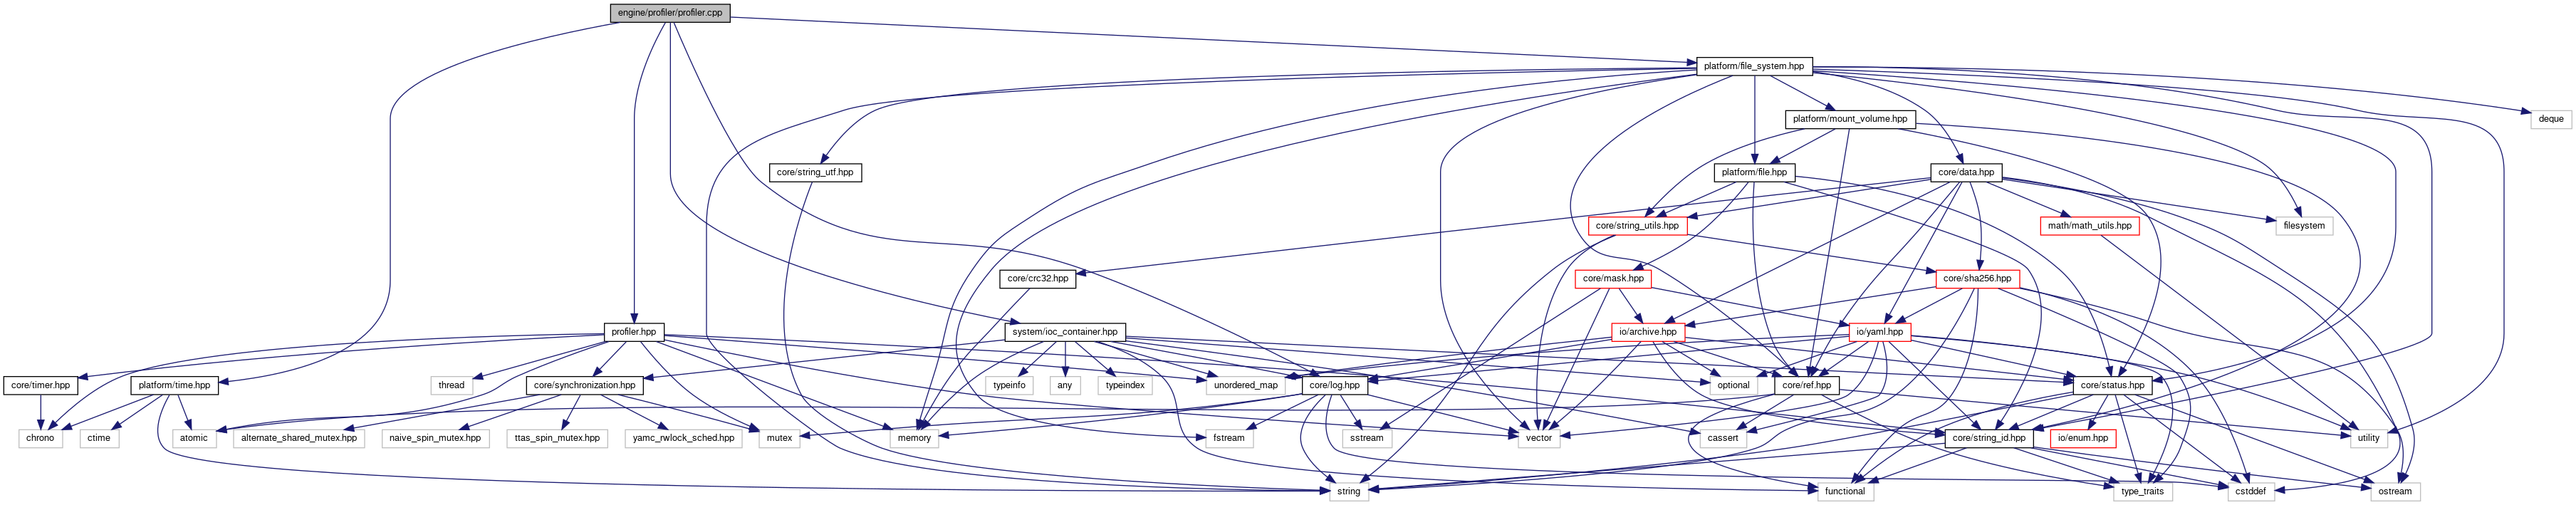 engine/profiler/profiler.cpp
platform/file_system.hpp
platform/mount_volume.hpp
deque
core/string_utf.hpp
platform/file.hpp
core/data.hpp
core/string_utils.hpp
math/math_utils.hpp
filesystem
core/crc32.hpp
core/mask.hpp
core/sha256.hpp
profiler.hpp
system/ioc_container.hpp
io/archive.hpp
io/yaml.hpp
core/timer.hpp
platform/time.hpp
thread
core/synchronization.hpp
typeinfo
any
typeindex
unordered_map
core/log.hpp
optional
core/ref.hpp
core/status.hpp
chrono
ctime
atomic
alternate_shared_mutex.hpp
naive_spin_mutex.hpp
ttas_spin_mutex.hpp
yamc_rwlock_sched.hpp
mutex
memory
fstream
sstream
vector
cassert
core/string_id.hpp
io/enum.hpp
utility
string
functional
type_traits
cstddef
ostream